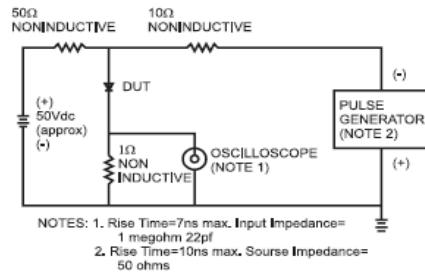 50Ω
NONINDUCTIVE
10Ω
NONINDUCTIVE
(+)
50Vdc
(approx)
(-)
DUT
1Ω
NON
INDUCTIVE
OSCILLOSCOPE
(NOTE 1)
(-)
PULSE
GENERATOR
(NOTE 2)
(+)
NOTES: 1. Rise Time=7ns max. Input Impedance=
1 megohm 22pf
2. Rise Time=10ns max. Sourse Impedance=
50 ohms